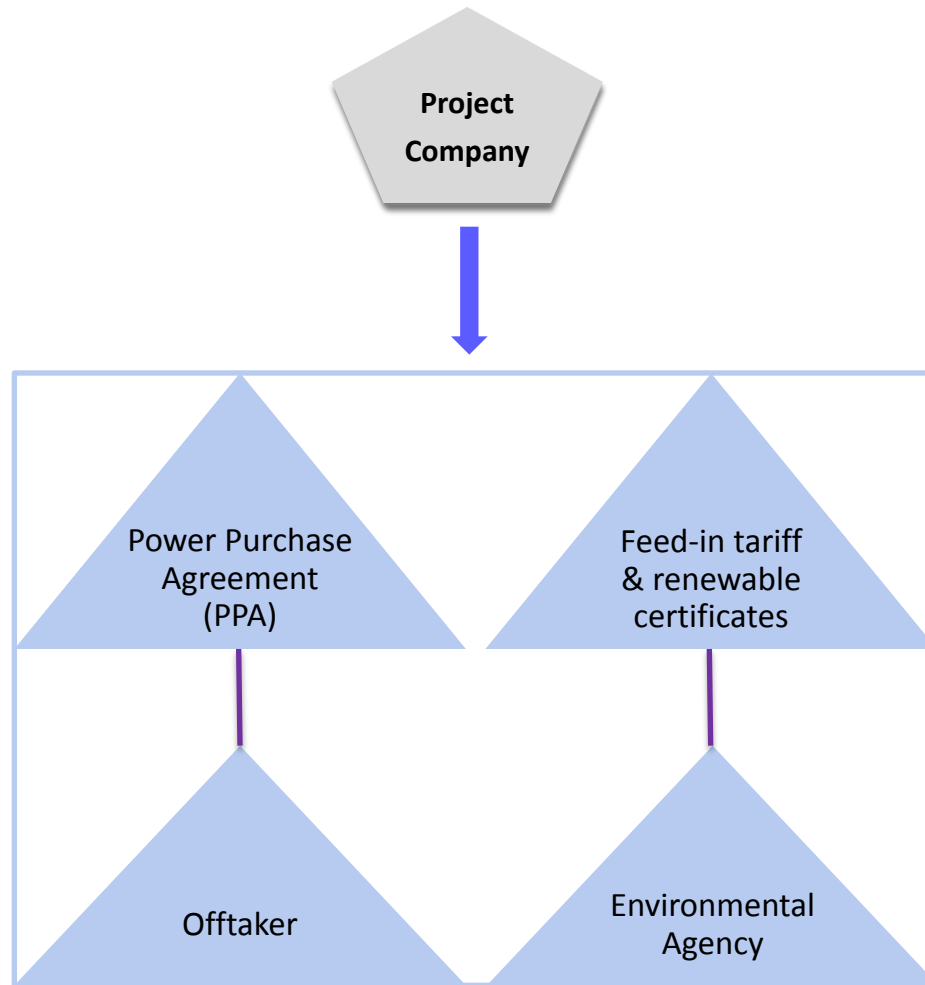 Project
Company
Power Purchase
Agreement
(PPA)
Feed-in tariff
& renewable
certificates
Offtaker
Environmental
Agency